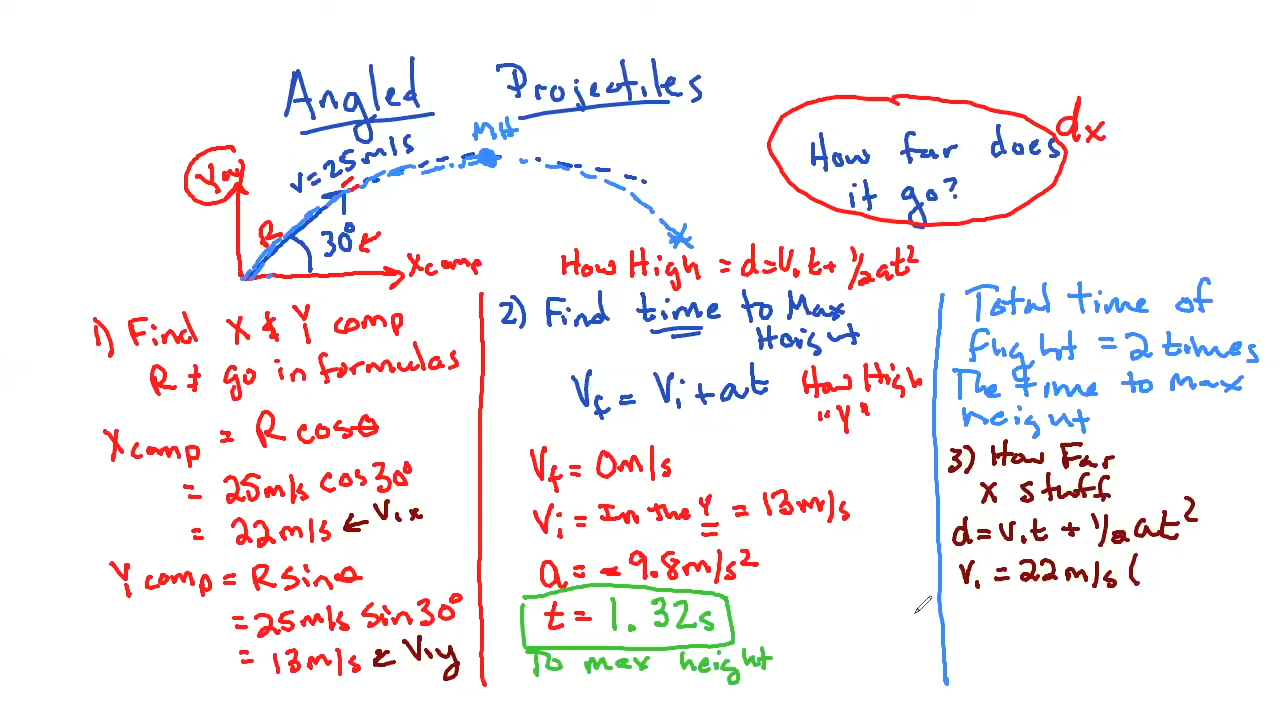 Angled Projectiles
MH
V=25m/s
Ycomp
R
30°
Xcomp
How far does
it go?
dx
How High = d=V₁t+½at²
1) Find X & Y comp
R ≠ go in formulas
Xcomp = R cosθ
= 25m/s cos30°
= 22m/s ← V₁x
Ycomp = R sinθ
= 25m/s sin30°
= 13m/s ← V₁y
2) Find time to Max
Height
Vf = Vi + at
How High
"Y"
Vf = 0m/s
Vi = In the Y = 13m/s
a = -9.8m/s²
t = 1.32s
To max height
Total time of
flight = 2 times
The time to max
height
3) How Far
x stuff
d=V₁t + ½at²
V₁ = 22m/s (